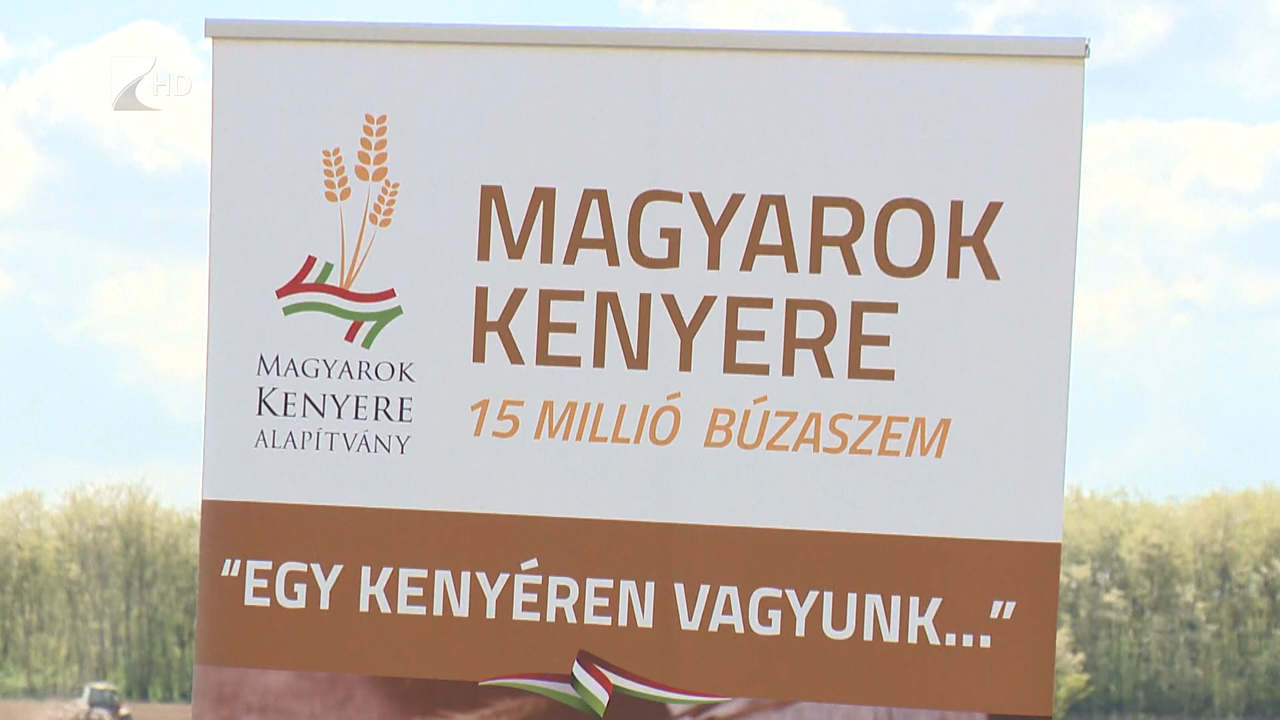 HD
MAGYAROK
KENYERE
15 MILLIÓ BÚZASZEM
MAGYAROK
KENYERE
ALAPÍTVÁNY
“EGY KENYÉREN VAGYUNK...”